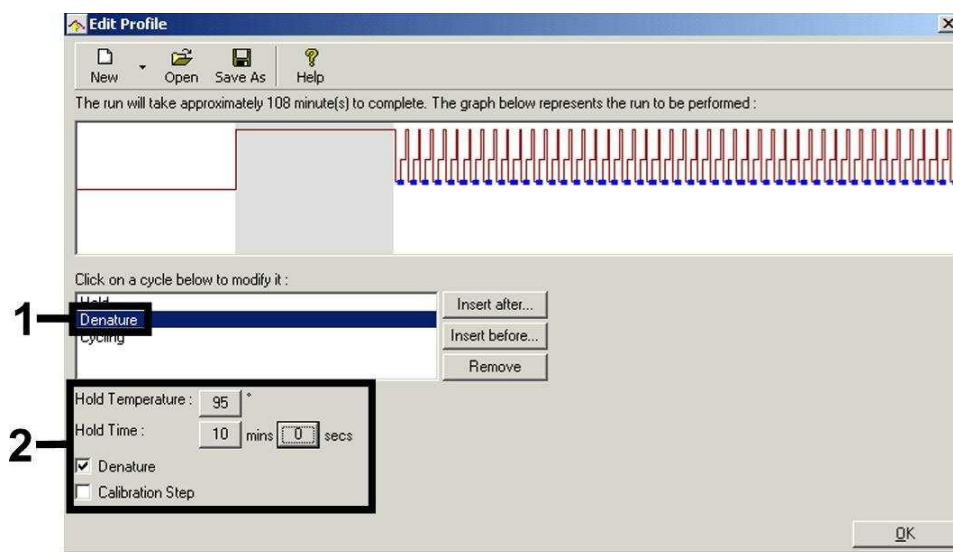 Edit Profile
New Open Save As Help
The run will take approximately 108 minute(s) to complete. The graph below represents the run to be performed :
Click on a cycle below to modify it :
Hold
1 Denature
Cycling
Insert after...
Insert before...
Remove
Hold Temperature : 95 °
2 Hold Time : 10 mins 0 secs
Denature
Calibration Step
OK